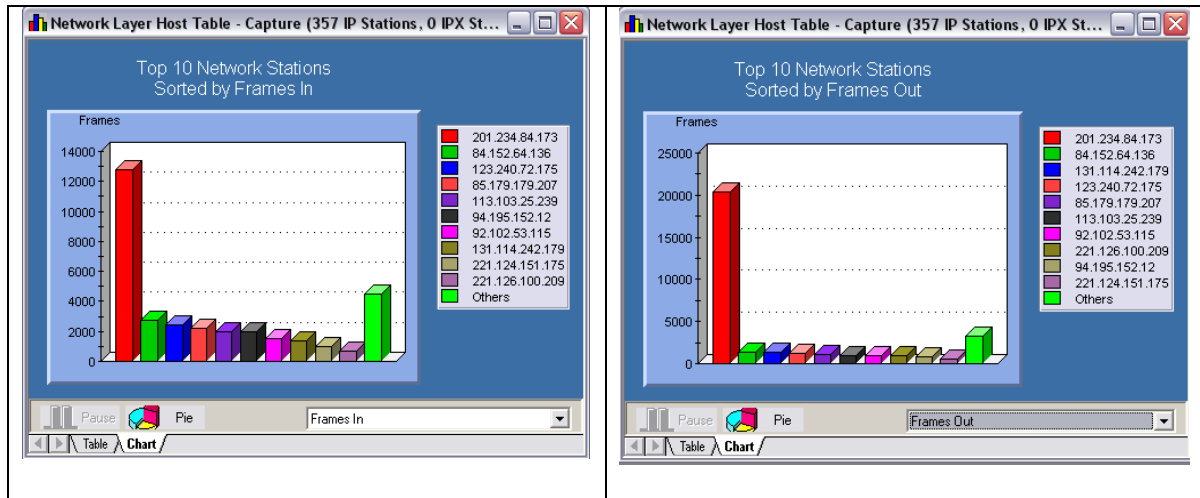 Network Layer Host Table - Capture (357 IP Stations, 0 IPX St...
Top 10 Network Stations
Sorted by Frames In
Frames
14000
12000
10000
8000
6000
4000
2000
0
201.234.84.173
84.152.64.136
123.240.72.175
85.179.179.207
113.103.25.239
94.195.152.12
92.102.53.115
131.114.242.179
221.124.151.175
221.126.100.209
Others
Pause
Pie
Frames In
Table
Chart
Network Layer Host Table - Capture (357 IP Stations, 0 IPX St...
Top 10 Network Stations
Sorted by Frames Out
Frames
25000
20000
15000
10000
5000
0
201.234.84.173
84.152.64.136
131.114.242.179
123.240.72.175
85.179.179.207
113.103.25.239
92.102.53.115
221.126.100.209
94.195.152.12
221.124.151.175
Others
Pause
Pie
Frames Out
Table
Chart